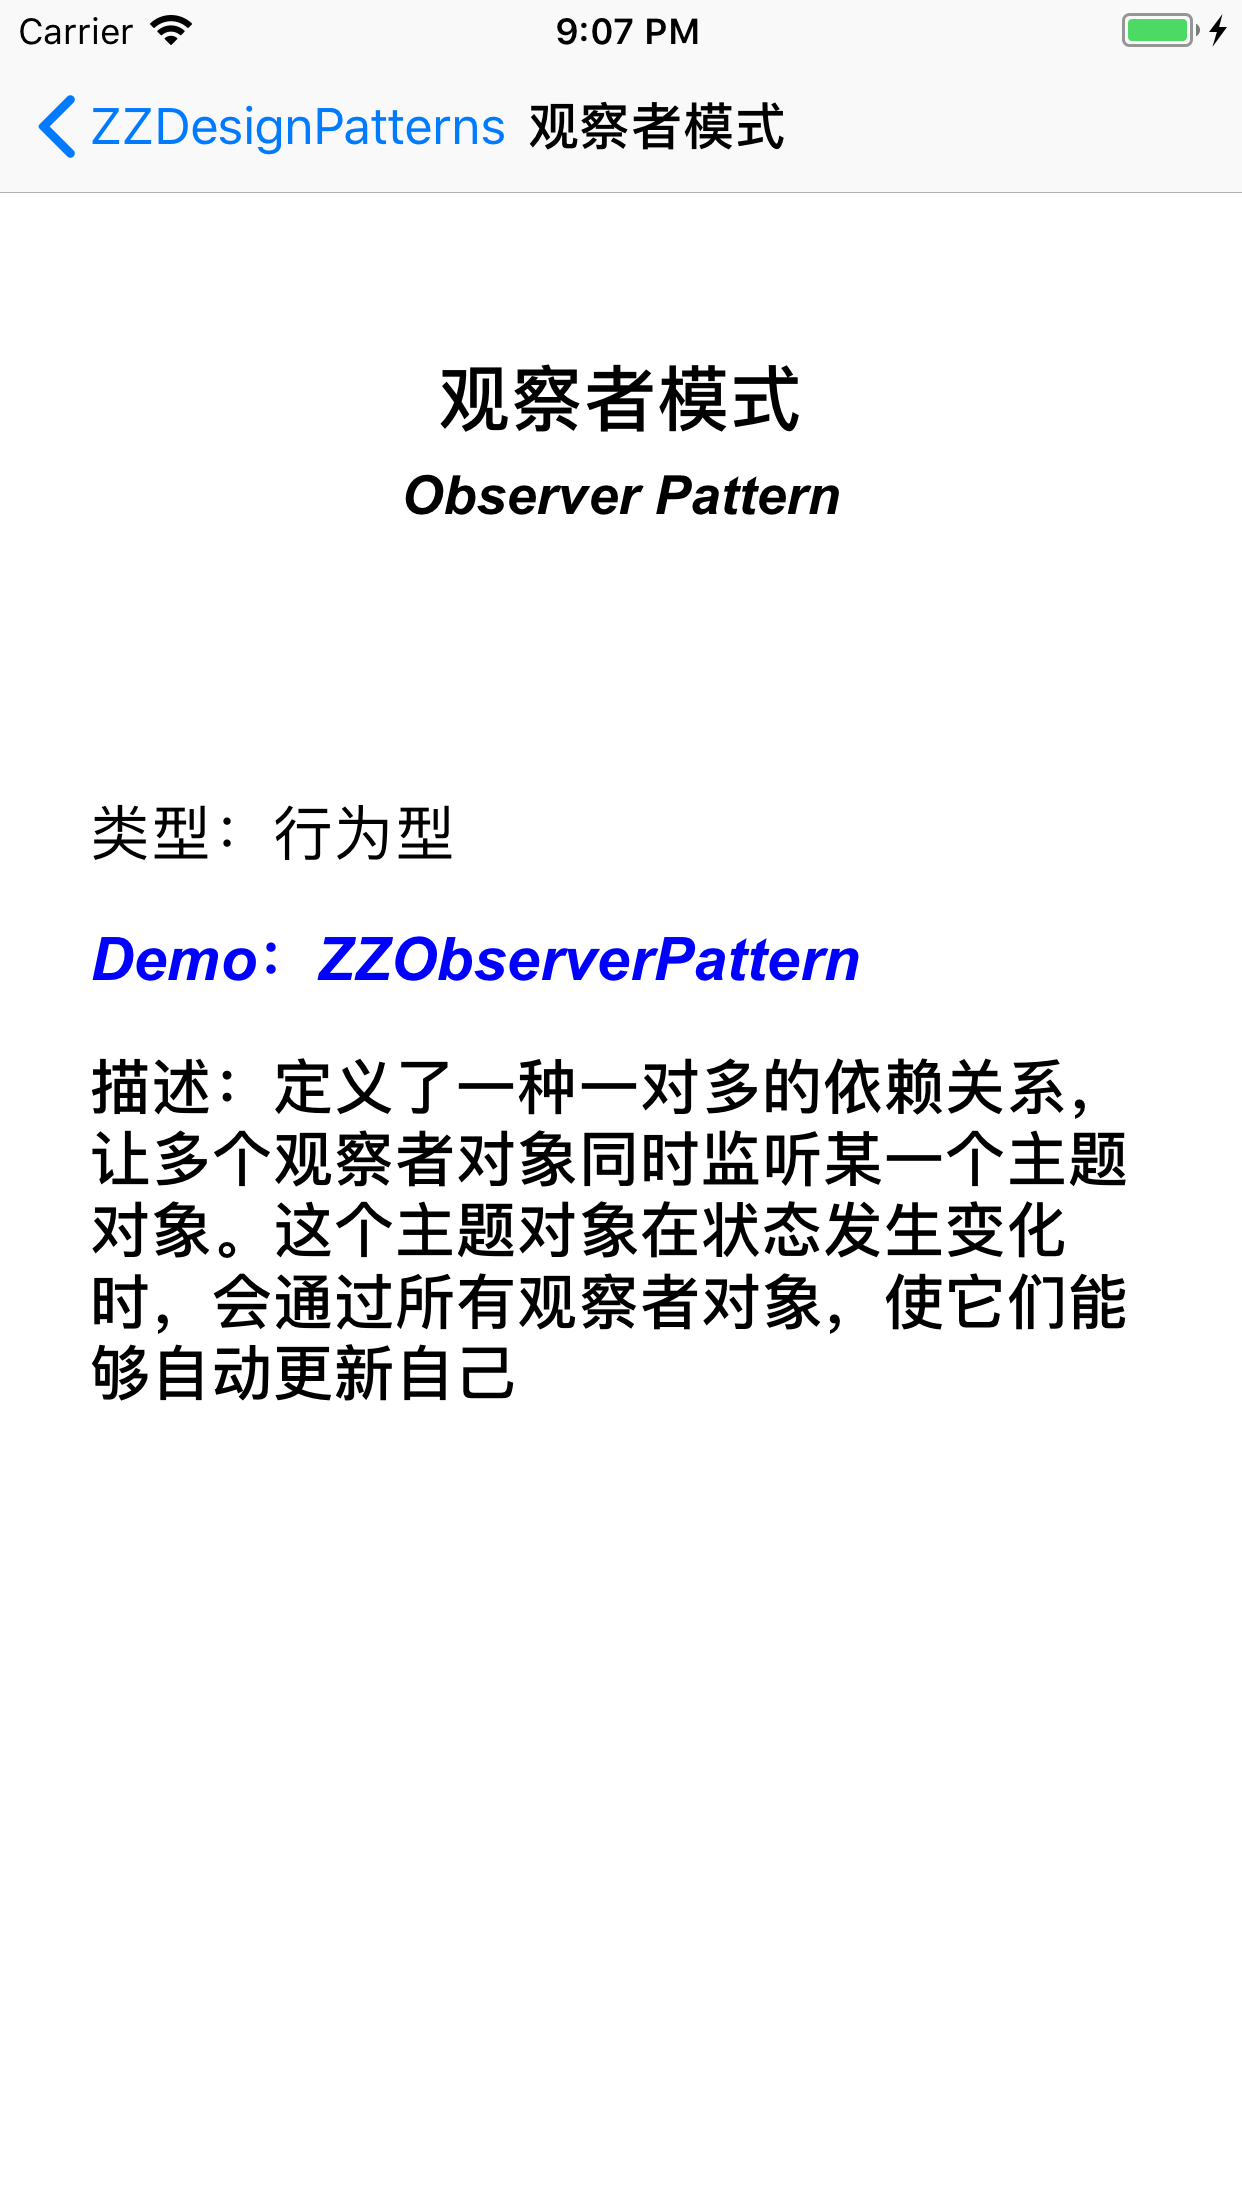 Carrier 9:07 PM
ZZDesignPatterns 观察者模式
观察者模式
Observer Pattern
类型：行为型
Demo：ZZObserverPattern
描述：定义了一种一对多的依赖关系，
让多个观察者对象同时监听某一个主题
对象。这个主题对象在状态发生变化
时，会通过所有观察者对象，使它们能
够自动更新自己